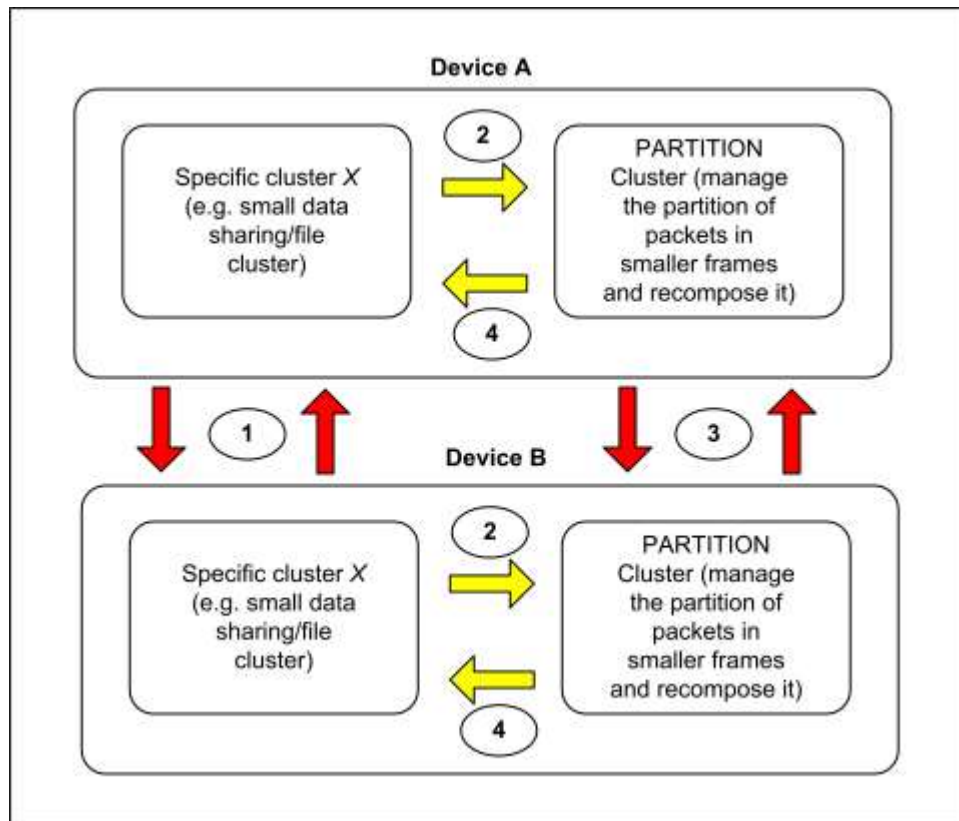 Device A
Specific cluster X
(e.g. small data
sharing/file
cluster)
2
4
PARTITION
Cluster (manage
the partition of
packets in
smaller frames
and recompose it)
1
3
Device B
Specific cluster X
(e.g. small data
sharing/file
cluster)
2
4
PARTITION
Cluster (manage
the partition of
packets in
smaller frames
and recompose it)